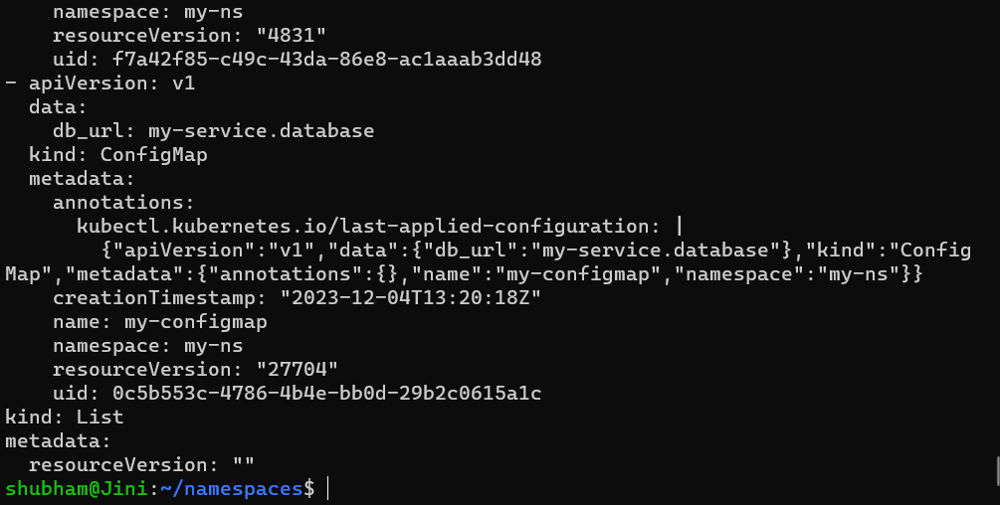 namespace: my-ns
    resourceVersion: "4831"
    uid: f7a42f85-c49c-43da-86e8-ac1aaab3dd48
- apiVersion: v1
  data:
    db_url: my-service.database
  kind: ConfigMap
  metadata:
    annotations:
      kubectl.kubernetes.io/last-applied-configuration: |
        {"apiVersion":"v1","data":{"db_url":"my-service.database"},"kind":"Config
Map","metadata":{"annotations":{},"name":"my-configmap","namespace":"my-ns"}}
    creationTimestamp: "2023-12-04T13:20:18Z"
    name: my-configmap
    namespace: my-ns
    resourceVersion: "27704"
    uid: 0c5b553c-4786-4b4e-bb0d-29b2c0615a1c
kind: List
metadata:
  resourceVersion: ""
shubham@Jini:~/namespaces$